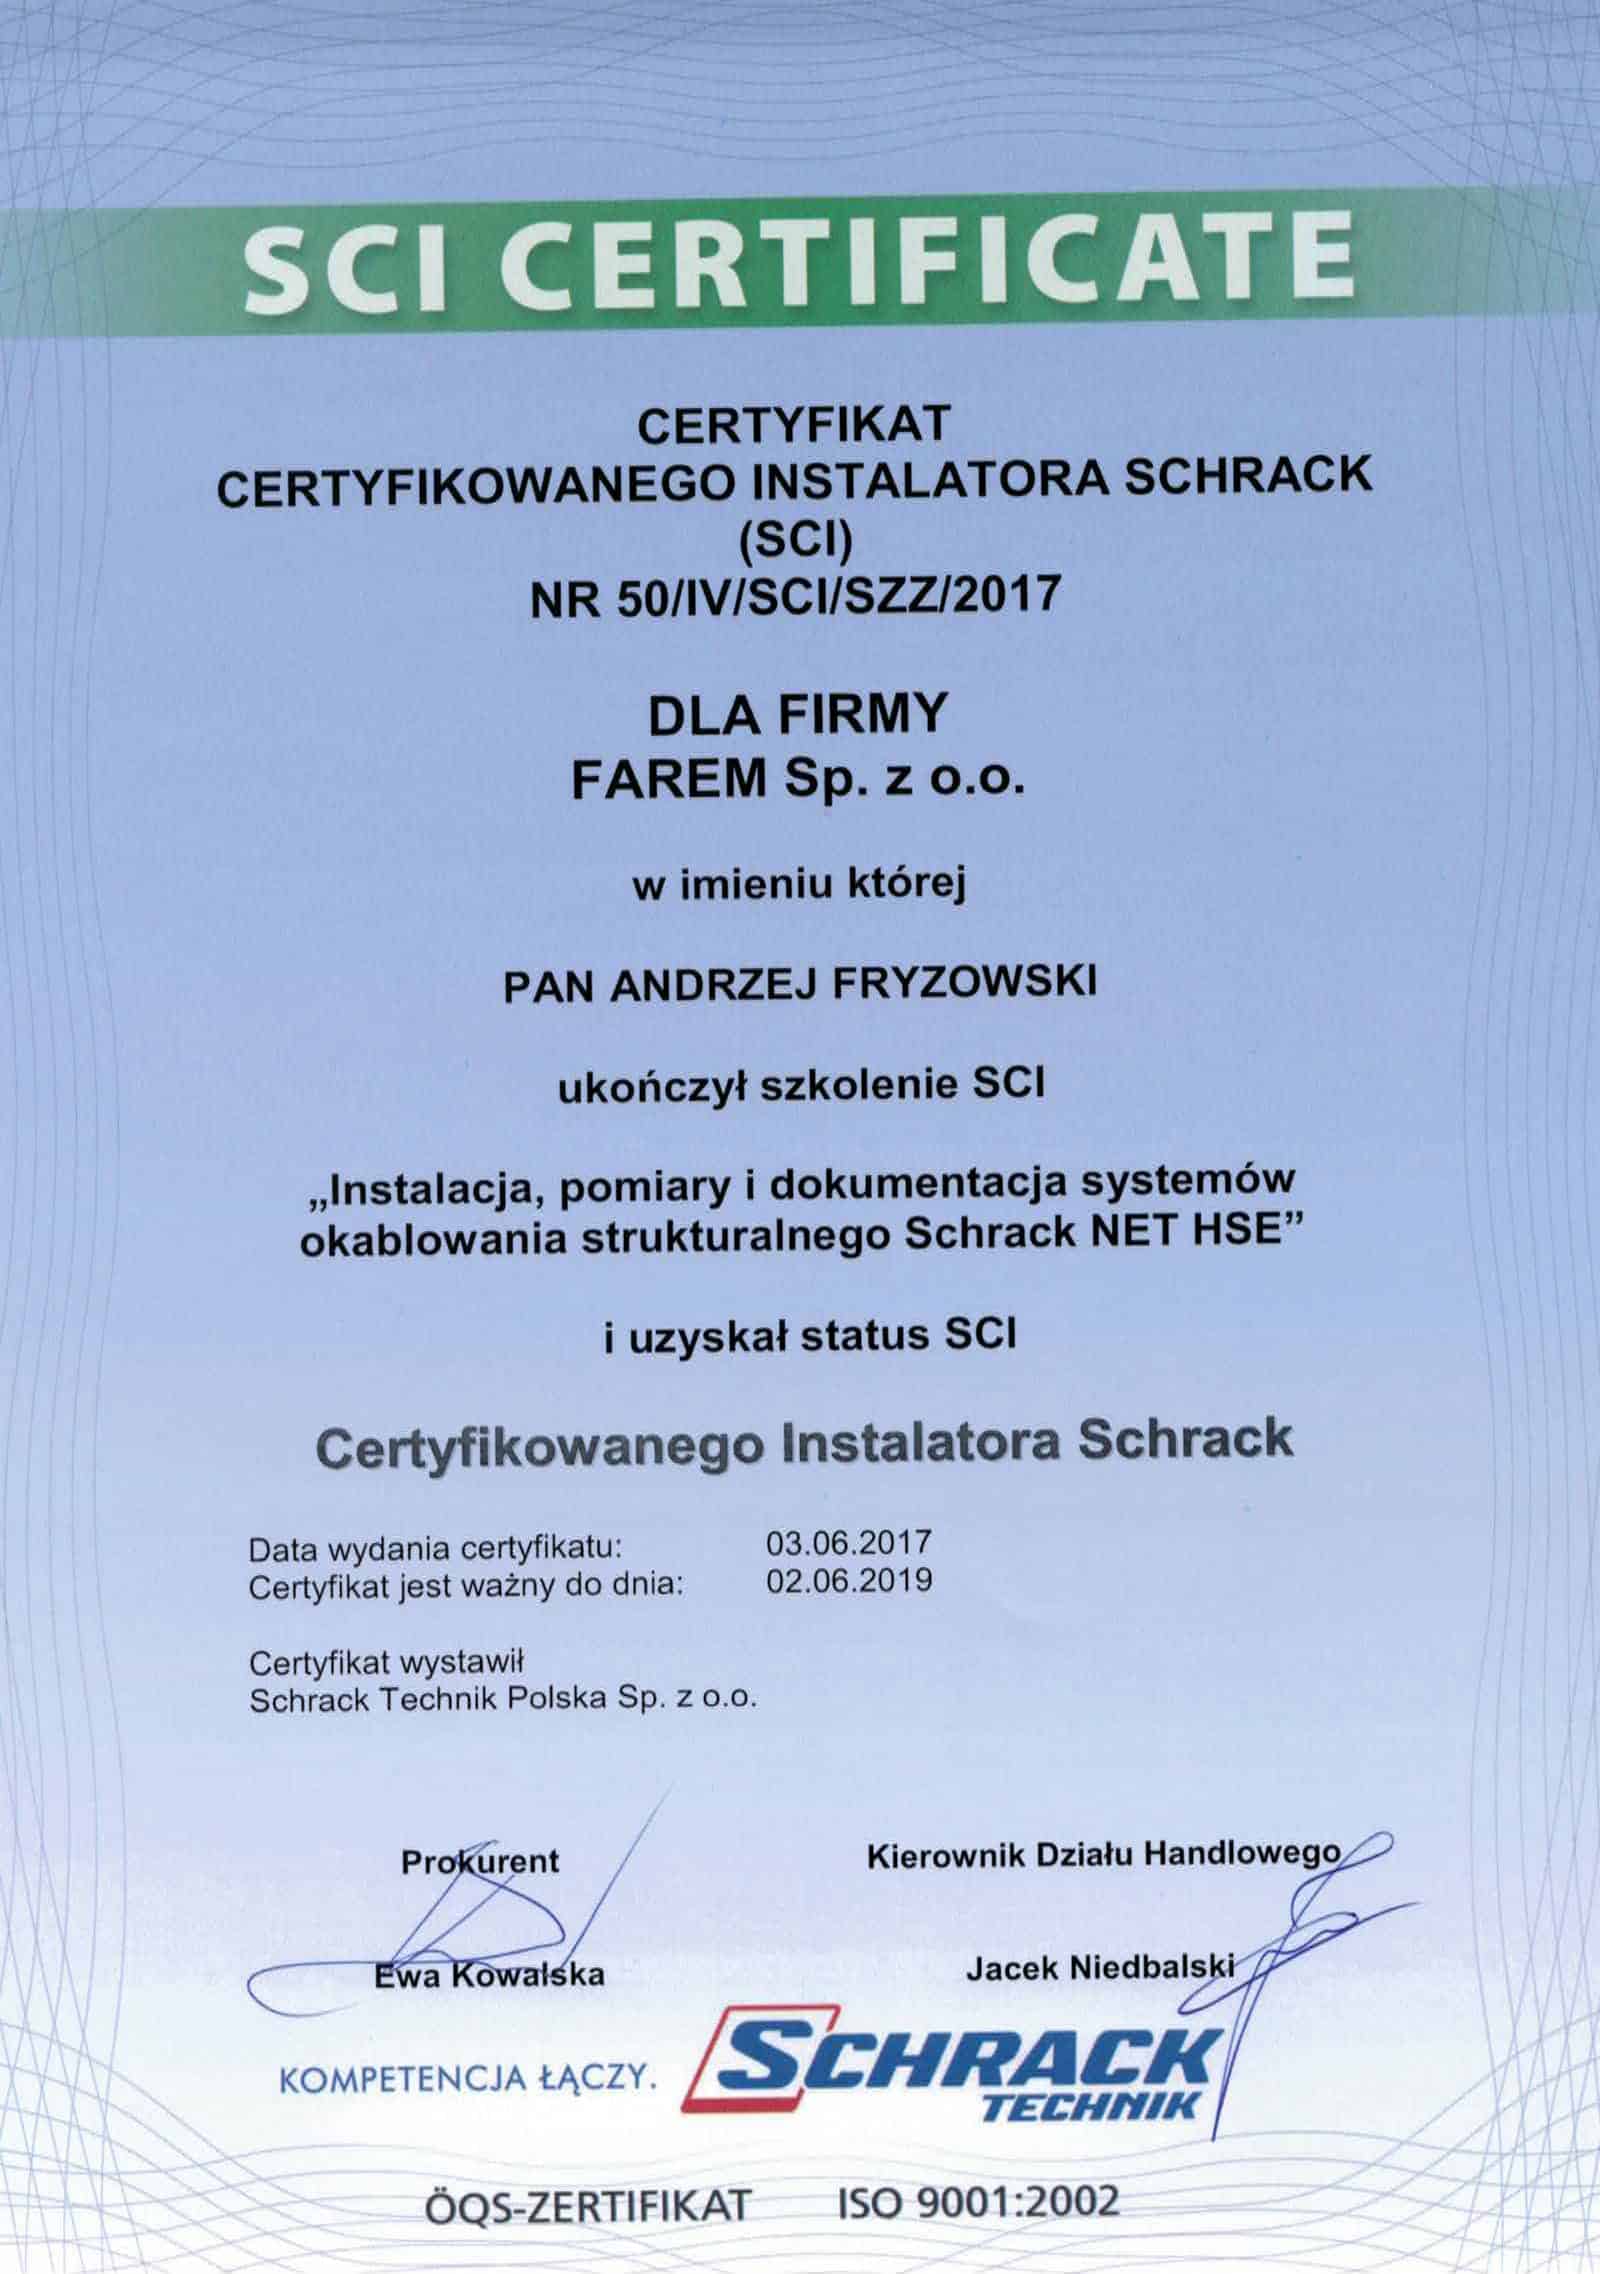 SCI CERTIFICATE
CERTYFIKAT
CERTYFIKOWANEGO INSTALATORA SCHRACK
(SCI)
NR 50/IV/SCI/SZZ/2017
DLA FIRMY
FAREM Sp. z o.o.
w imieniu której
PAN ANDRZEJ FRYZOWSKI
ukończył szkolenie SCI
„Instalacja, pomiary i dokumentacja systemów
okablowania strukturalnego Schrack NET HSE”
i uzyskał status SCI
Certyfikowanego Instalatora Schrack
Data wydania certyfikatu: 03.06.2017
Certyfikat jest ważny do dnia: 02.06.2019
Certyfikat wystawił
Schrack Technik Polska Sp. z o.o.
Prokurent Kierownik Działu Handlowego
Ewa Kowalska Jacek Niedbalski
KOMPETENCJA ŁĄCZY. SCHRACK
TECHNIK
ÖQS-ZERTIFIKAT ISO 9001:2002